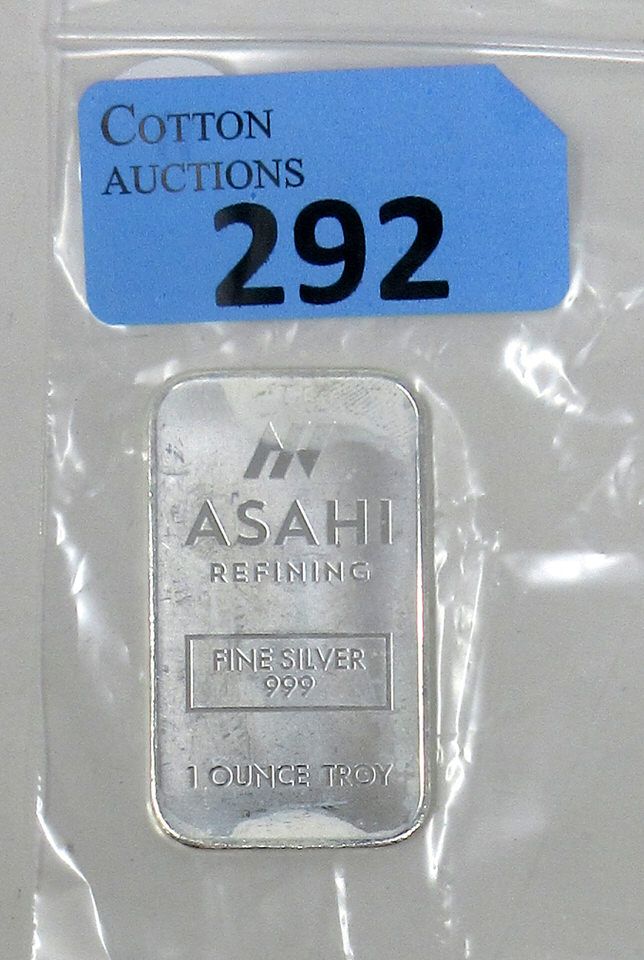 COTTON
AUCTIONS
292
ASAHI
REFINING
FINE SILVER
999
1 OUNCE TROY